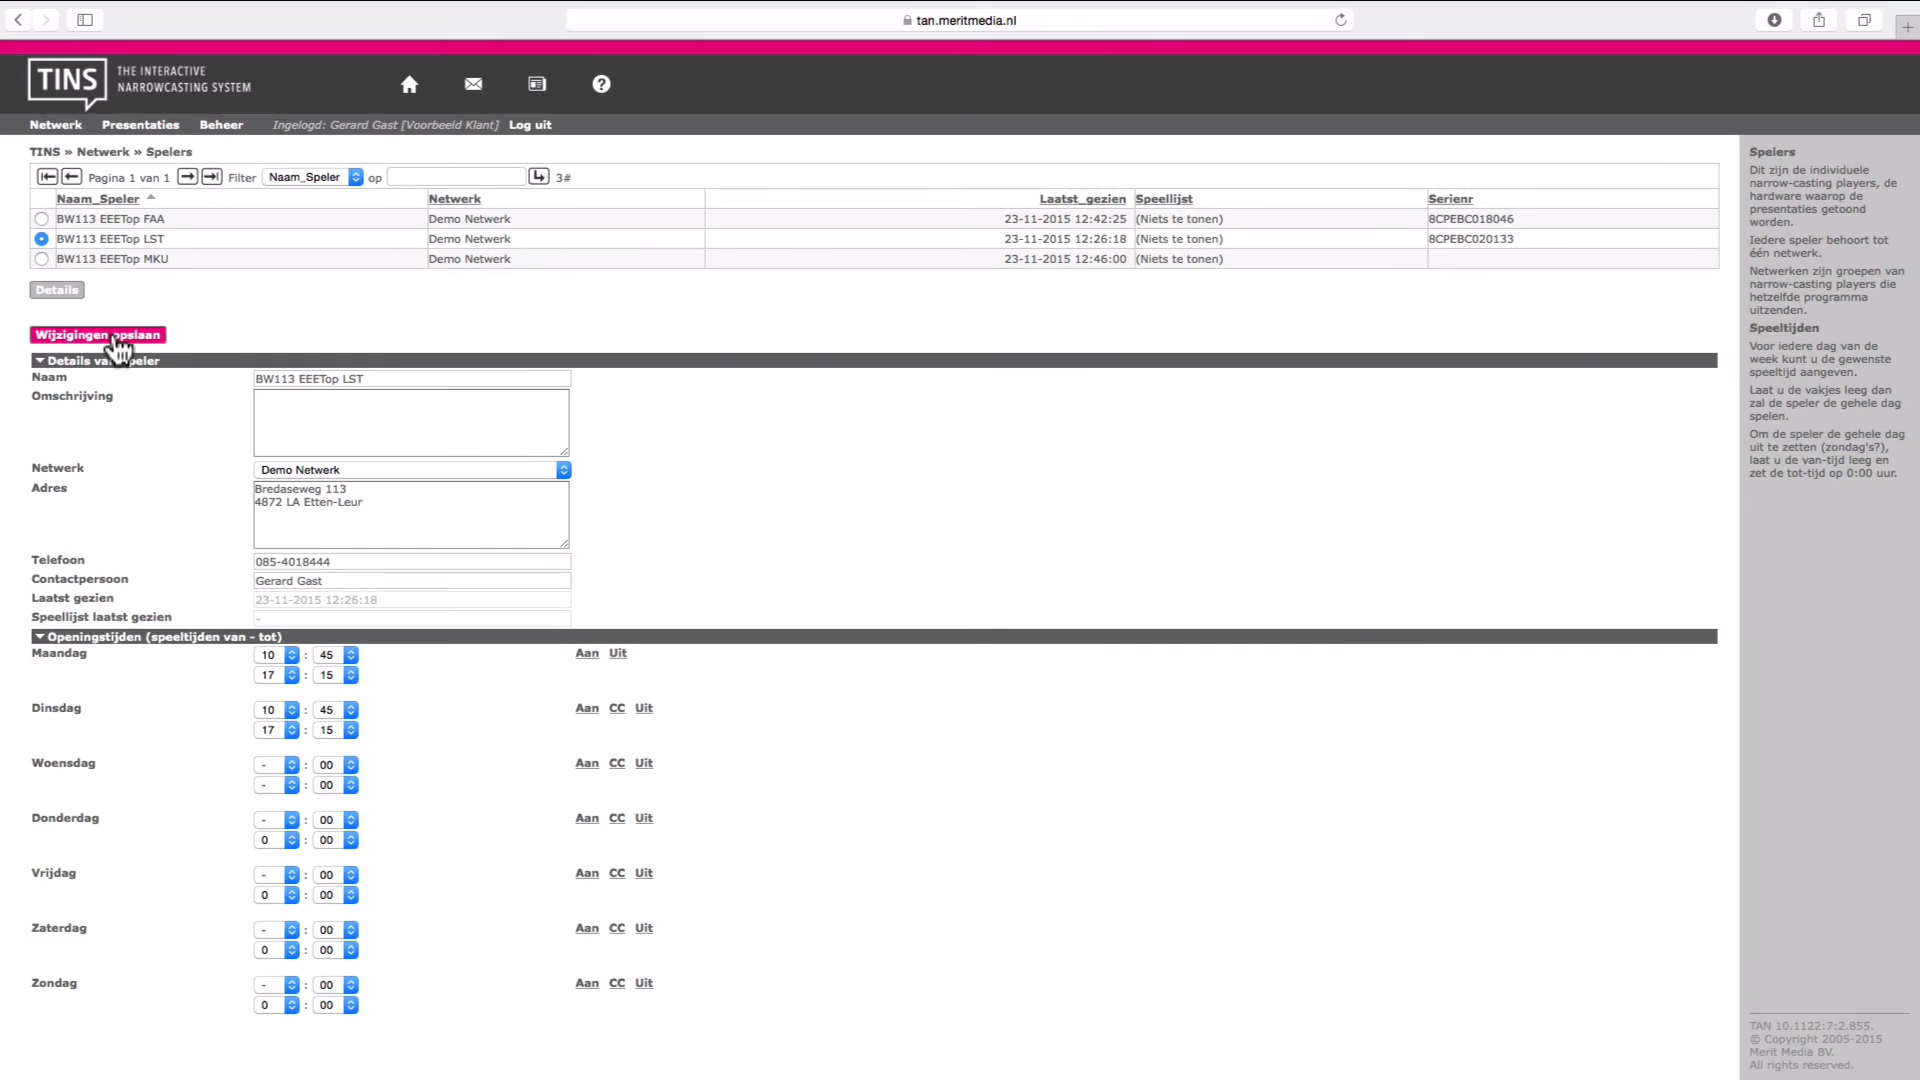 tan.meritmedia.nl
TINS THE INTERACTIVE
NARROWCASTING SYSTEM
Netwerk Presentaties Beheer Ingelogd: Gerard Gast [Voorbeeld Klant] Log uit
TINS » Netwerk » Spelers
Pagina 1 van 1 Filter Naam_Speler op 3#
Naam_Speler Netwerk Laatst_gezien Speellijst Serienr
BW113 EEETop FAA Demo Netwerk 23-11-2015 12:42:25 (Niets te tonen) 8CPEBC018046
BW113 EEETop LST Demo Netwerk 23-11-2015 12:26:18 (Niets te tonen) 8CPEBC020133
BW113 EEETop MKU Demo Netwerk 23-11-2015 12:46:00 (Niets te tonen)
Details
Wijzigingen opslaan
Details van speler
Naam BW113 EEETop LST
Omschrijving
Netwerk Demo Netwerk
Adres Bredaseweg 113
4872 LA Etten-Leur
Telefoon 085-4018444
Contactpersoon Gerard Gast
Laatst gezien 23-11-2015 12:26:18
Speellijst laatst gezien -
Openingstijden (speeltijden van - tot)
Maandag 10 : 45 Aan Uit
17 : 15
Dinsdag 10 : 45 Aan CC Uit
17 : 15
Woensdag - : 00 Aan CC Uit
- : 00
Donderdag - : 00 Aan CC Uit
0 : 00
Vrijdag - : 00 Aan CC Uit
0 : 00
Zaterdag - : 00 Aan CC Uit
0 : 00
Zondag - : 00 Aan CC Uit
0 : 00
Spelers
Dit zijn de individuele
narrow-casting players, de
hardware waarop de
presentaties getoond
worden.
Iedere speler behoort tot
één netwerk.
Netwerken zijn groepen van
narrow-casting players die
hetzelfde programma
uitzenden.
Speeltijden
Voor iedere dag van de
week kunt u de gewenste
speeltijd aangeven.
Laat u de vakjes leeg dan
zal de speler de gehele dag
spelen.
Om de speler de gehele dag
uit te zetten (zondag's?),
laat u de van-tijd leeg en
zet de tot-tijd op 0:00 uur.
TAN 10.1122:7:2.855.
© Copyright 2005-2015
Merit Media BV.
All rights reserved.